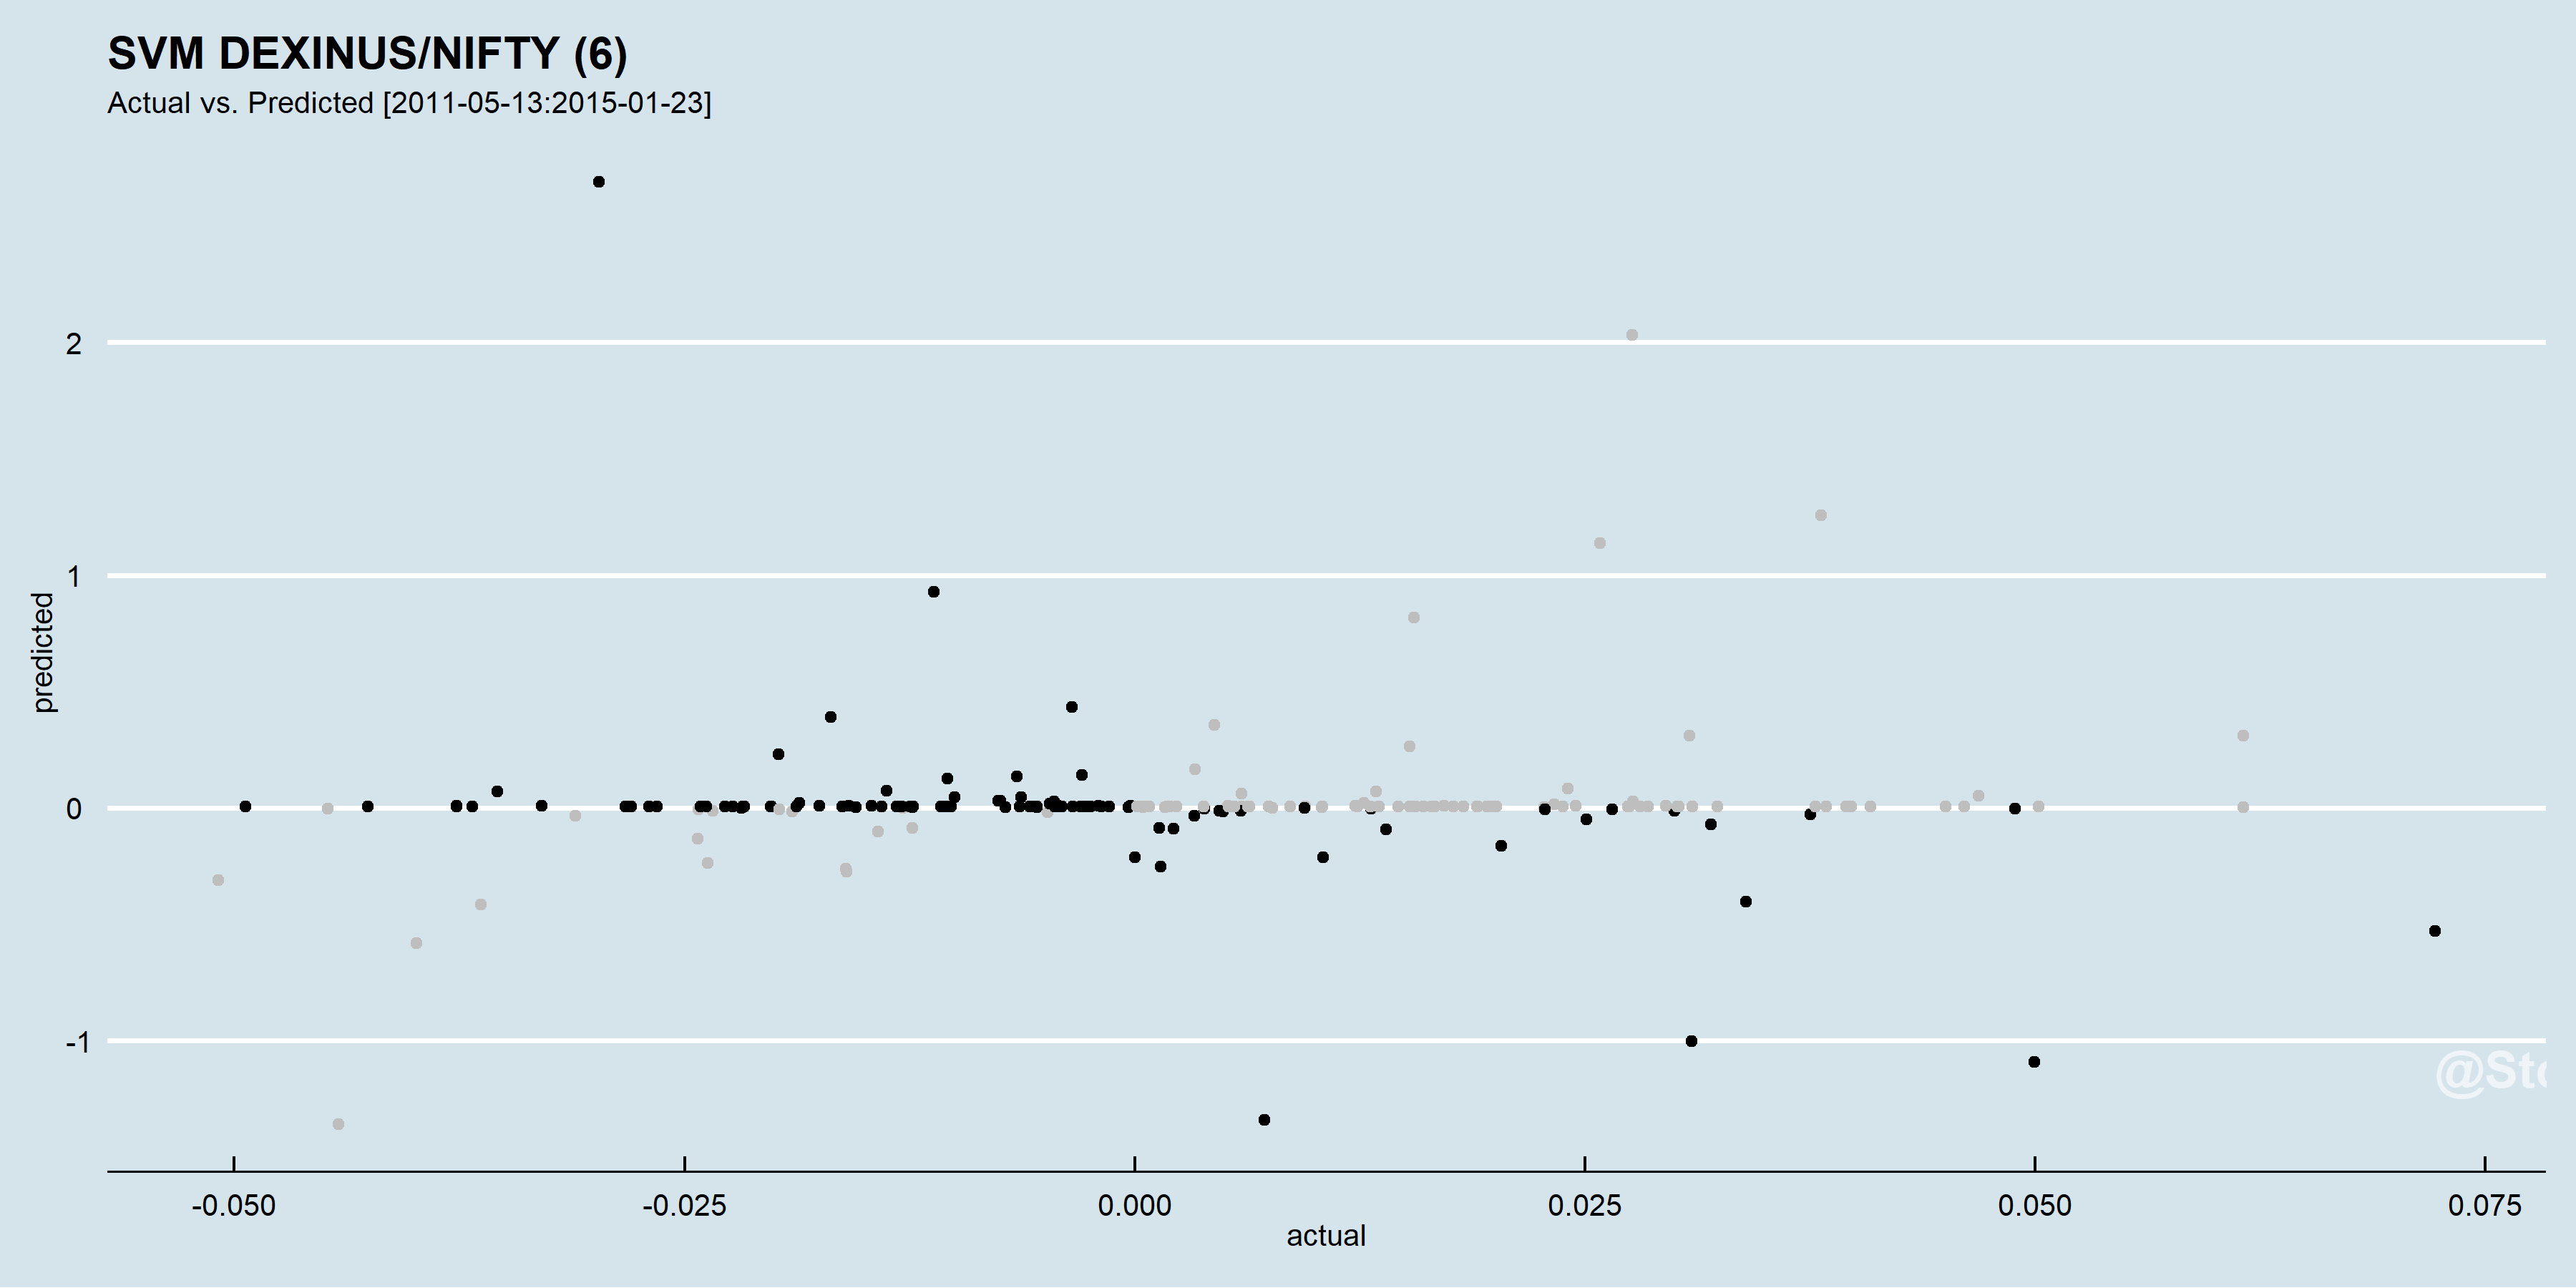 SVM DEXINUS/NIFTY (6)
Actual vs. Predicted [2011-05-13:2015-01-23]
2
1
0
-1
predicted
-0.050 -0.025 0.000 0.025 0.050 0.075
actual